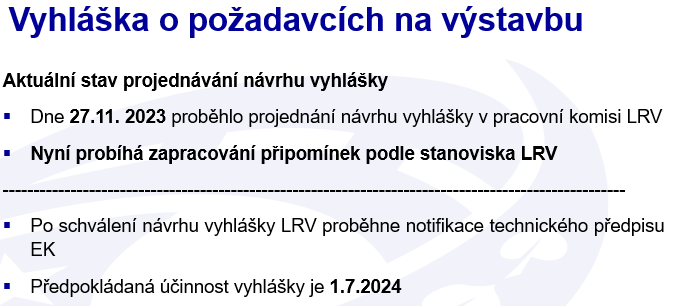 Vyhláška o požadavcích na výstavbu
Aktuální stav projednávání návrhu vyhlášky
▪ Dne 27.11. 2023 proběhlo projednání návrhu vyhlášky v pracovní komisi LRV
▪ Nyní probíhá zapracování připomínek podle stanoviska LRV
----------------------------------------------------------------------------------------------------
▪ Po schválení návrhu vyhlášky LRV proběhne notifikace technického předpisu
EK
▪ Předpokládaná účinnost vyhlášky je 1.7.2024